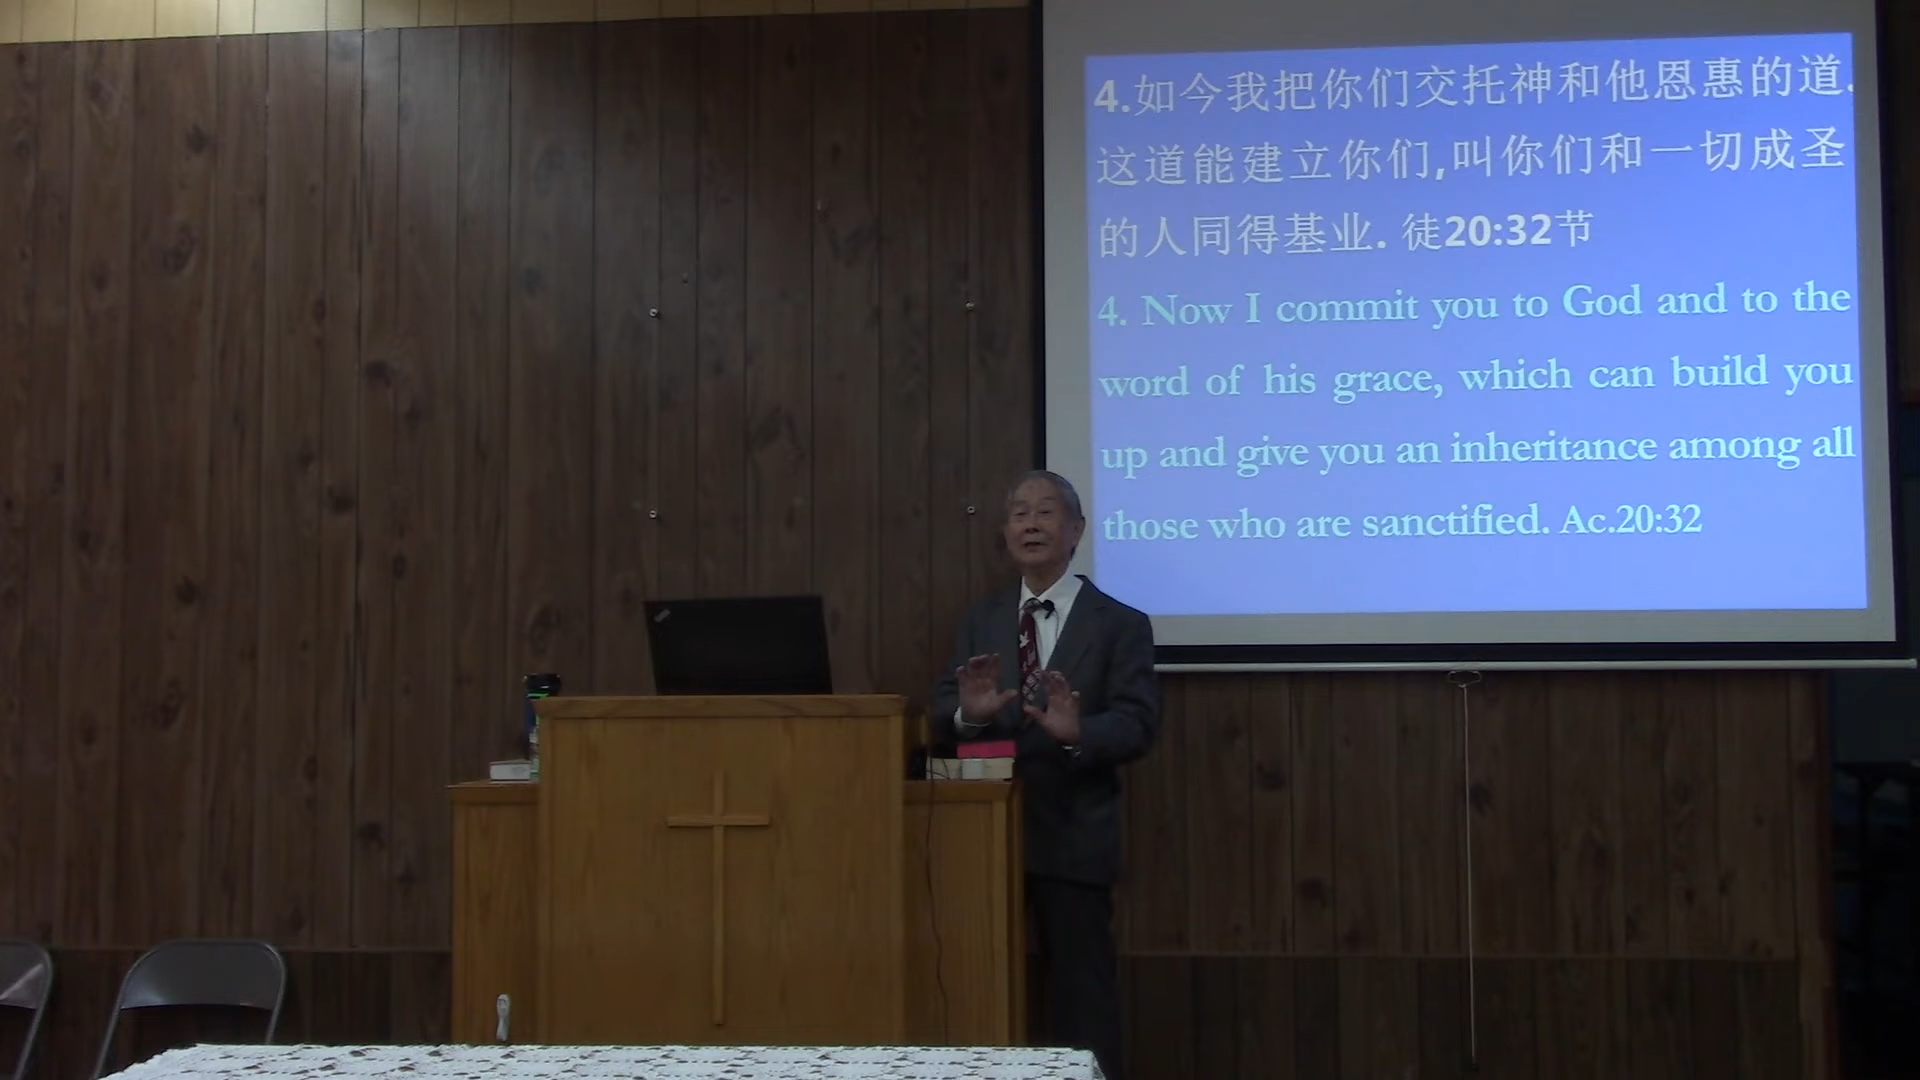 4.如今我把你们交托神和他恩惠的道.
这道能建立你们,叫你们和一切成圣
的人同得基业. 徒20:32节
4. Now I commit you to God and to the
word of his grace, which can build you
up and give you an inheritance among all
those who are sanctified. Ac.20:32